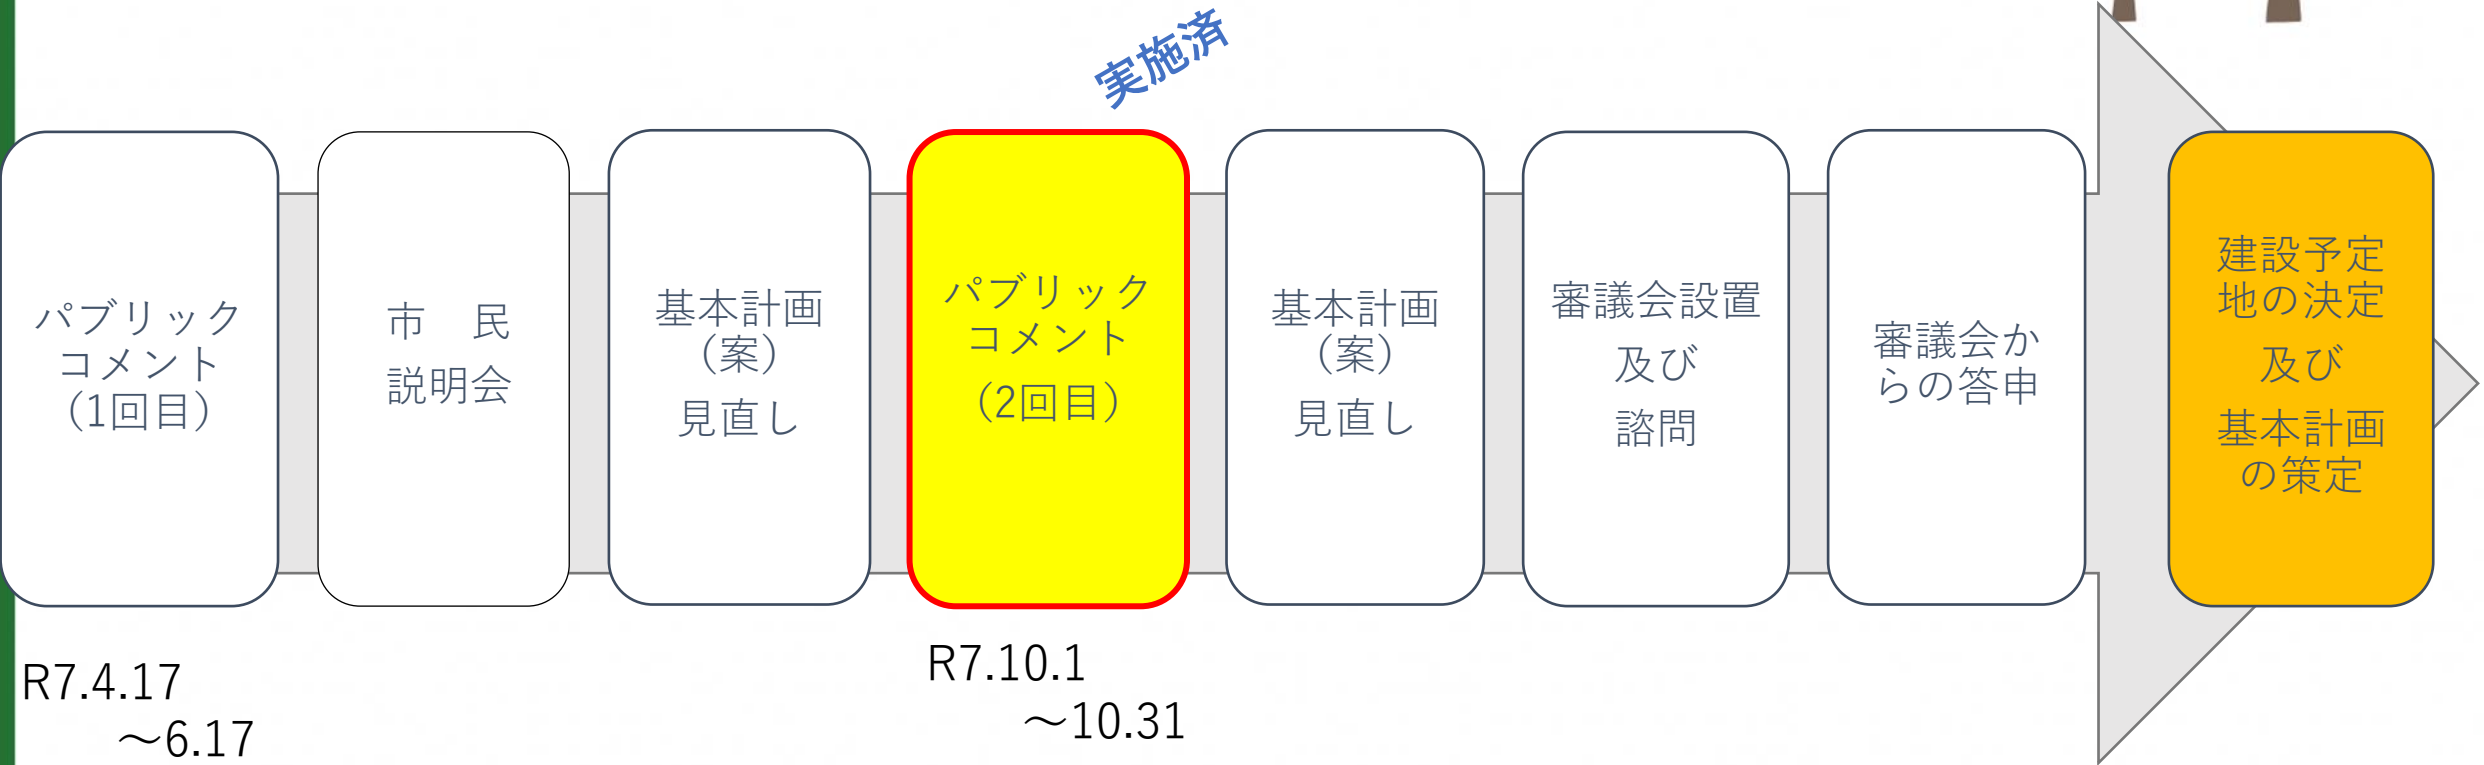 実施済
パブリック
コメント
（1回目）
市　民
説明会
基本計画
（案）
見直し
パブリック
コメント
（2回目）
基本計画
（案）
見直し
審議会設置
及び
諮問
審議会か
らの答申
建設予定
地の決定
及び
基本計画
の策定
R7.4.17
～6.17
R7.10.1
～10.31